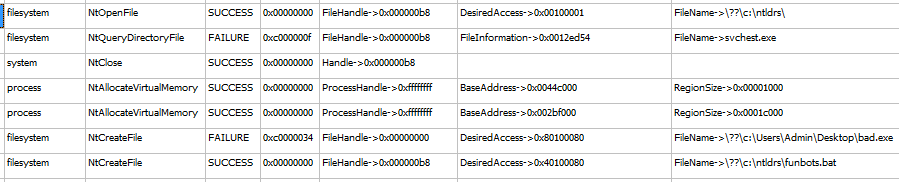 filesystem NtOpenFile SUCCESS 0x00000000 FileHandle->0x000000b8 DesiredAccess->0x00100001 FileName->\??\c:\ntldrs\
filesystem NtQueryDirectoryFile FAILURE 0xc000000f FileHandle->0x000000b8 FileInformation->0x0012ed54 FileName->svchest.exe
system NtClose SUCCESS 0x00000000 Handle->0x000000b8
process NtAllocateVirtualMemory SUCCESS 0x00000000 ProcessHandle->0xffffffff BaseAddress->0x0044c000 RegionSize->0x00001000
process NtAllocateVirtualMemory SUCCESS 0x00000000 ProcessHandle->0xffffffff BaseAddress->0x002bf000 RegionSize->0x0001c000
filesystem NtCreateFile FAILURE 0xc0000034 FileHandle->0x00000000 DesiredAccess->0x80100080 FileName->\??\c:\Users\Admin\Desktop\bad.exe
filesystem NtCreateFile SUCCESS 0x00000000 FileHandle->0x000000b8 DesiredAccess->0x40100080 FileName->\??\c:\ntldrs\funbots.bat